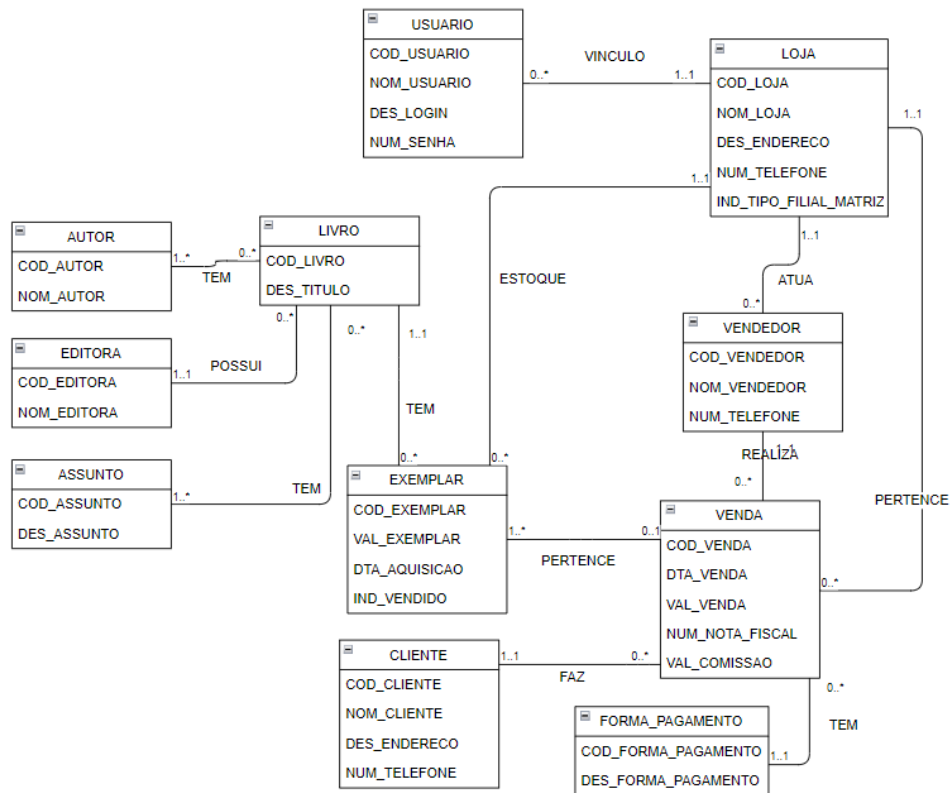 USUARIO
COD_USUARIO
NOM_USUARIO
DES_LOGIN
NUM_SENHA
VINCULO
0..*
1..1
LOJA
COD_LOJA
NOM_LOJA
DES_ENDERECO
NUM_TELEFONE
IND_TIPO_FILIAL_MATRIZ
1..1
1..1
1..1
ESTOQUE
ATUA
0..*
AUTOR
COD_AUTOR
NOM_AUTOR
1..*
0..*
TEM
LIVRO
COD_LIVRO
DES_TITULO
0..*
0..*
1..1
EDITORA
COD_EDITORA
NOM_EDITORA
1..1
POSSUI
VENDEDOR
COD_VENDEDOR
NOM_VENDEDOR
NUM_TELEFONE
TEM
1..1
REALIZA
0..*
ASSUNTO
COD_ASSUNTO
DES_ASSUNTO
1..*
TEM
0..*
0..*
EXEMPLAR
COD_EXEMPLAR
VAL_EXEMPLAR
DTA_AQUISICAO
IND_VENDIDO
1..*
0..1
PERTENCE
PERTENCE
0..*
VENDA
COD_VENDA
DTA_VENDA
VAL_VENDA
NUM_NOTA_FISCAL
VAL_COMISSAO
CLIENTE
COD_CLIENTE
NOM_CLIENTE
DES_ENDERECO
NUM_TELEFONE
1..1
0..*
FAZ
0..*
TEM
FORMA_PAGAMENTO
COD_FORMA_PAGAMENTO
DES_FORMA_PAGAMENTO
1..1